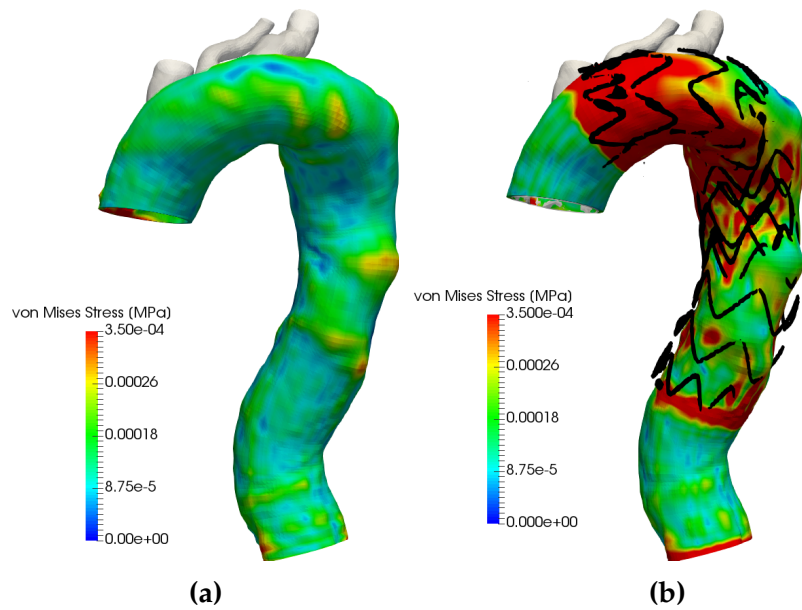 von Mises Stress [MPa]
3.50e-04
0.00026
0.00018
8.75e-5
0.00e+00
(a)
von Mises Stress [MPa]
3.500e-04
0.00026
0.00018
8.75e-5
0.000e+00
(b)